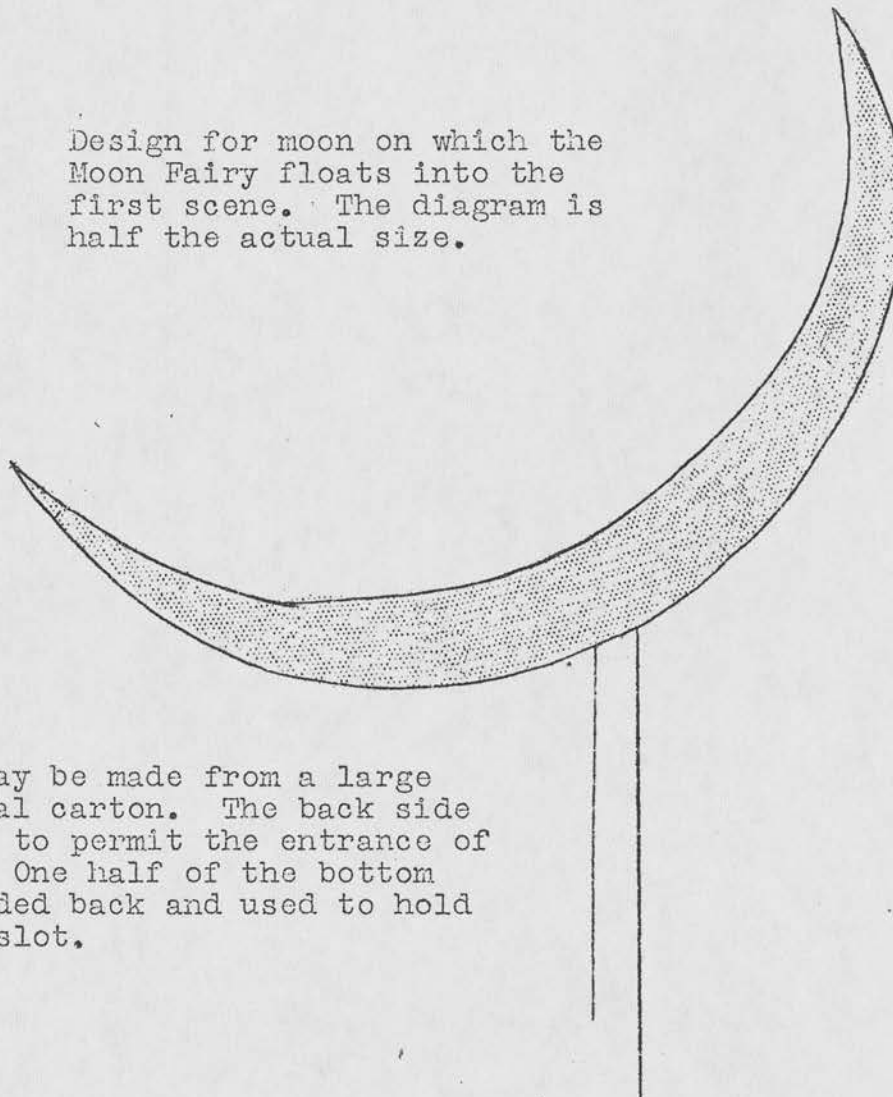 Design for moon on which the
Moon Fairy floats into the
first scene. The diagram is
half the actual size.
ay be made from a large
al carton. The back side
to permit the entrance of
One half of the bottom
ded back and used to hold
slot.